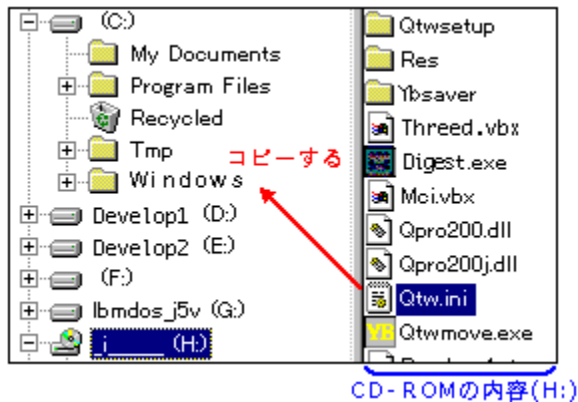 (C:)
My Documents
Program Files
Recycled
Tmp
Windows
Develop1 (D:)
Develop2 (E:)
(F:)
Ibmdos_j5v (G:)
_j_____ (H:)
コピーする
Qtwsetup
Res
Ybsaver
Threed.vbx
Digest.exe
Mci.vbx
Qpro200.dll
Qpro200j.dll
Qtw.ini
YB
Qtwmove.exe
CD-ROMの内容(H:)